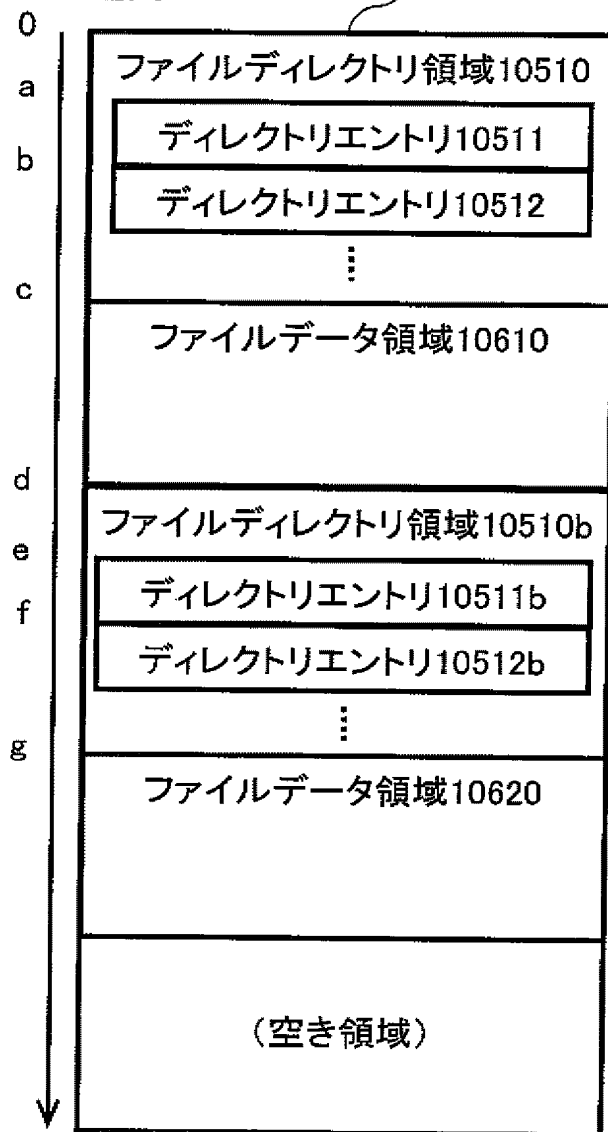 0
ファイルディレクトリ領域10510
a
ディレクトリエントリ10511
b
ディレクトリエントリ10512
c
ファイルデータ領域10610
d
ファイルディレクトリ領域10510b
e
ディレクトリエントリ10511b
f
ディレクトリエントリ10512b
g
ファイルデータ領域10620
(空き領域)